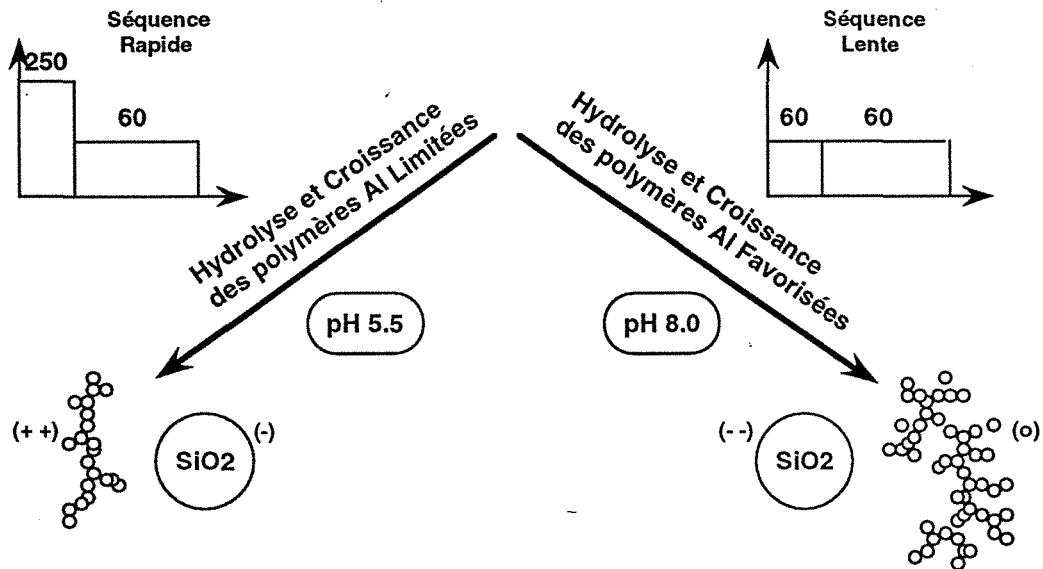 Séquence
Rapide
250
60
Séquence
Lente
60
60
Hydrolyse et Croissance
des polymères Al Limitées
Hydrolyse et Croissance
des polymères Al Favorisées
pH 5.5
pH 8.0
(+ +)
SiO2
(-)
(- -)
SiO2
(o)